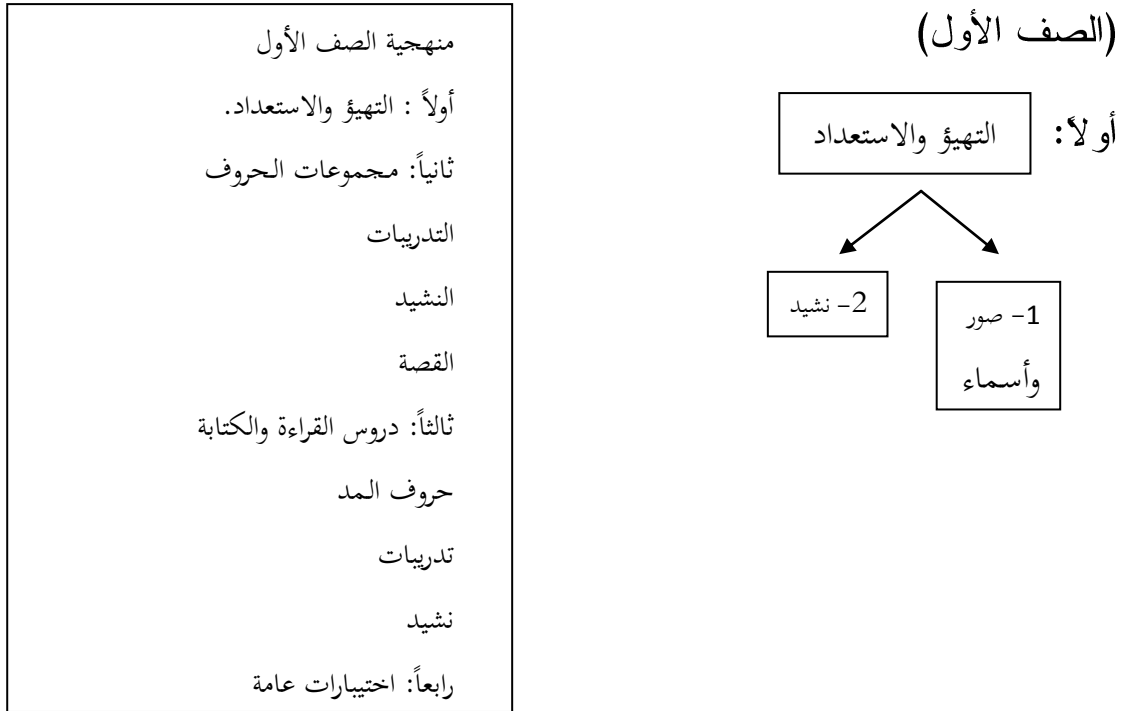 (الصف الأول)
أولاً:
التهيؤ والاستعداد
1- صور
وأسماء
2- نشيد
منهجية الصف الأول
أولاً : التهيؤ والاستعداد.
ثانياً: مجموعات الحروف
التدريبات
النشيد
القصة
ثالثاً: دروس القراءة والكتابة
حروف المد
تدريبات
نشيد
رابعاً: اختيبارات عامة